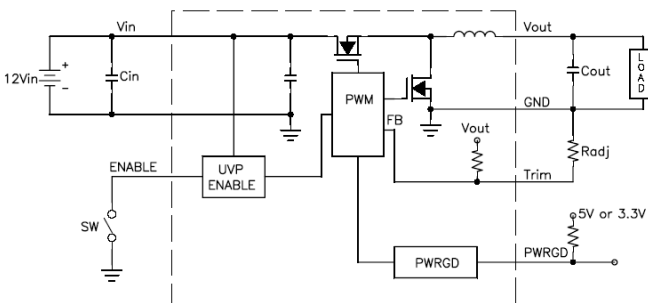 Vin
Vout
12Vin
+
-
Cin
PWM
Cout
LOAD
GND
FB
Vout
Radj
ENABLE
UVP
ENABLE
Trim
SW
5V or 3.3V
PWRGD
PWRGD